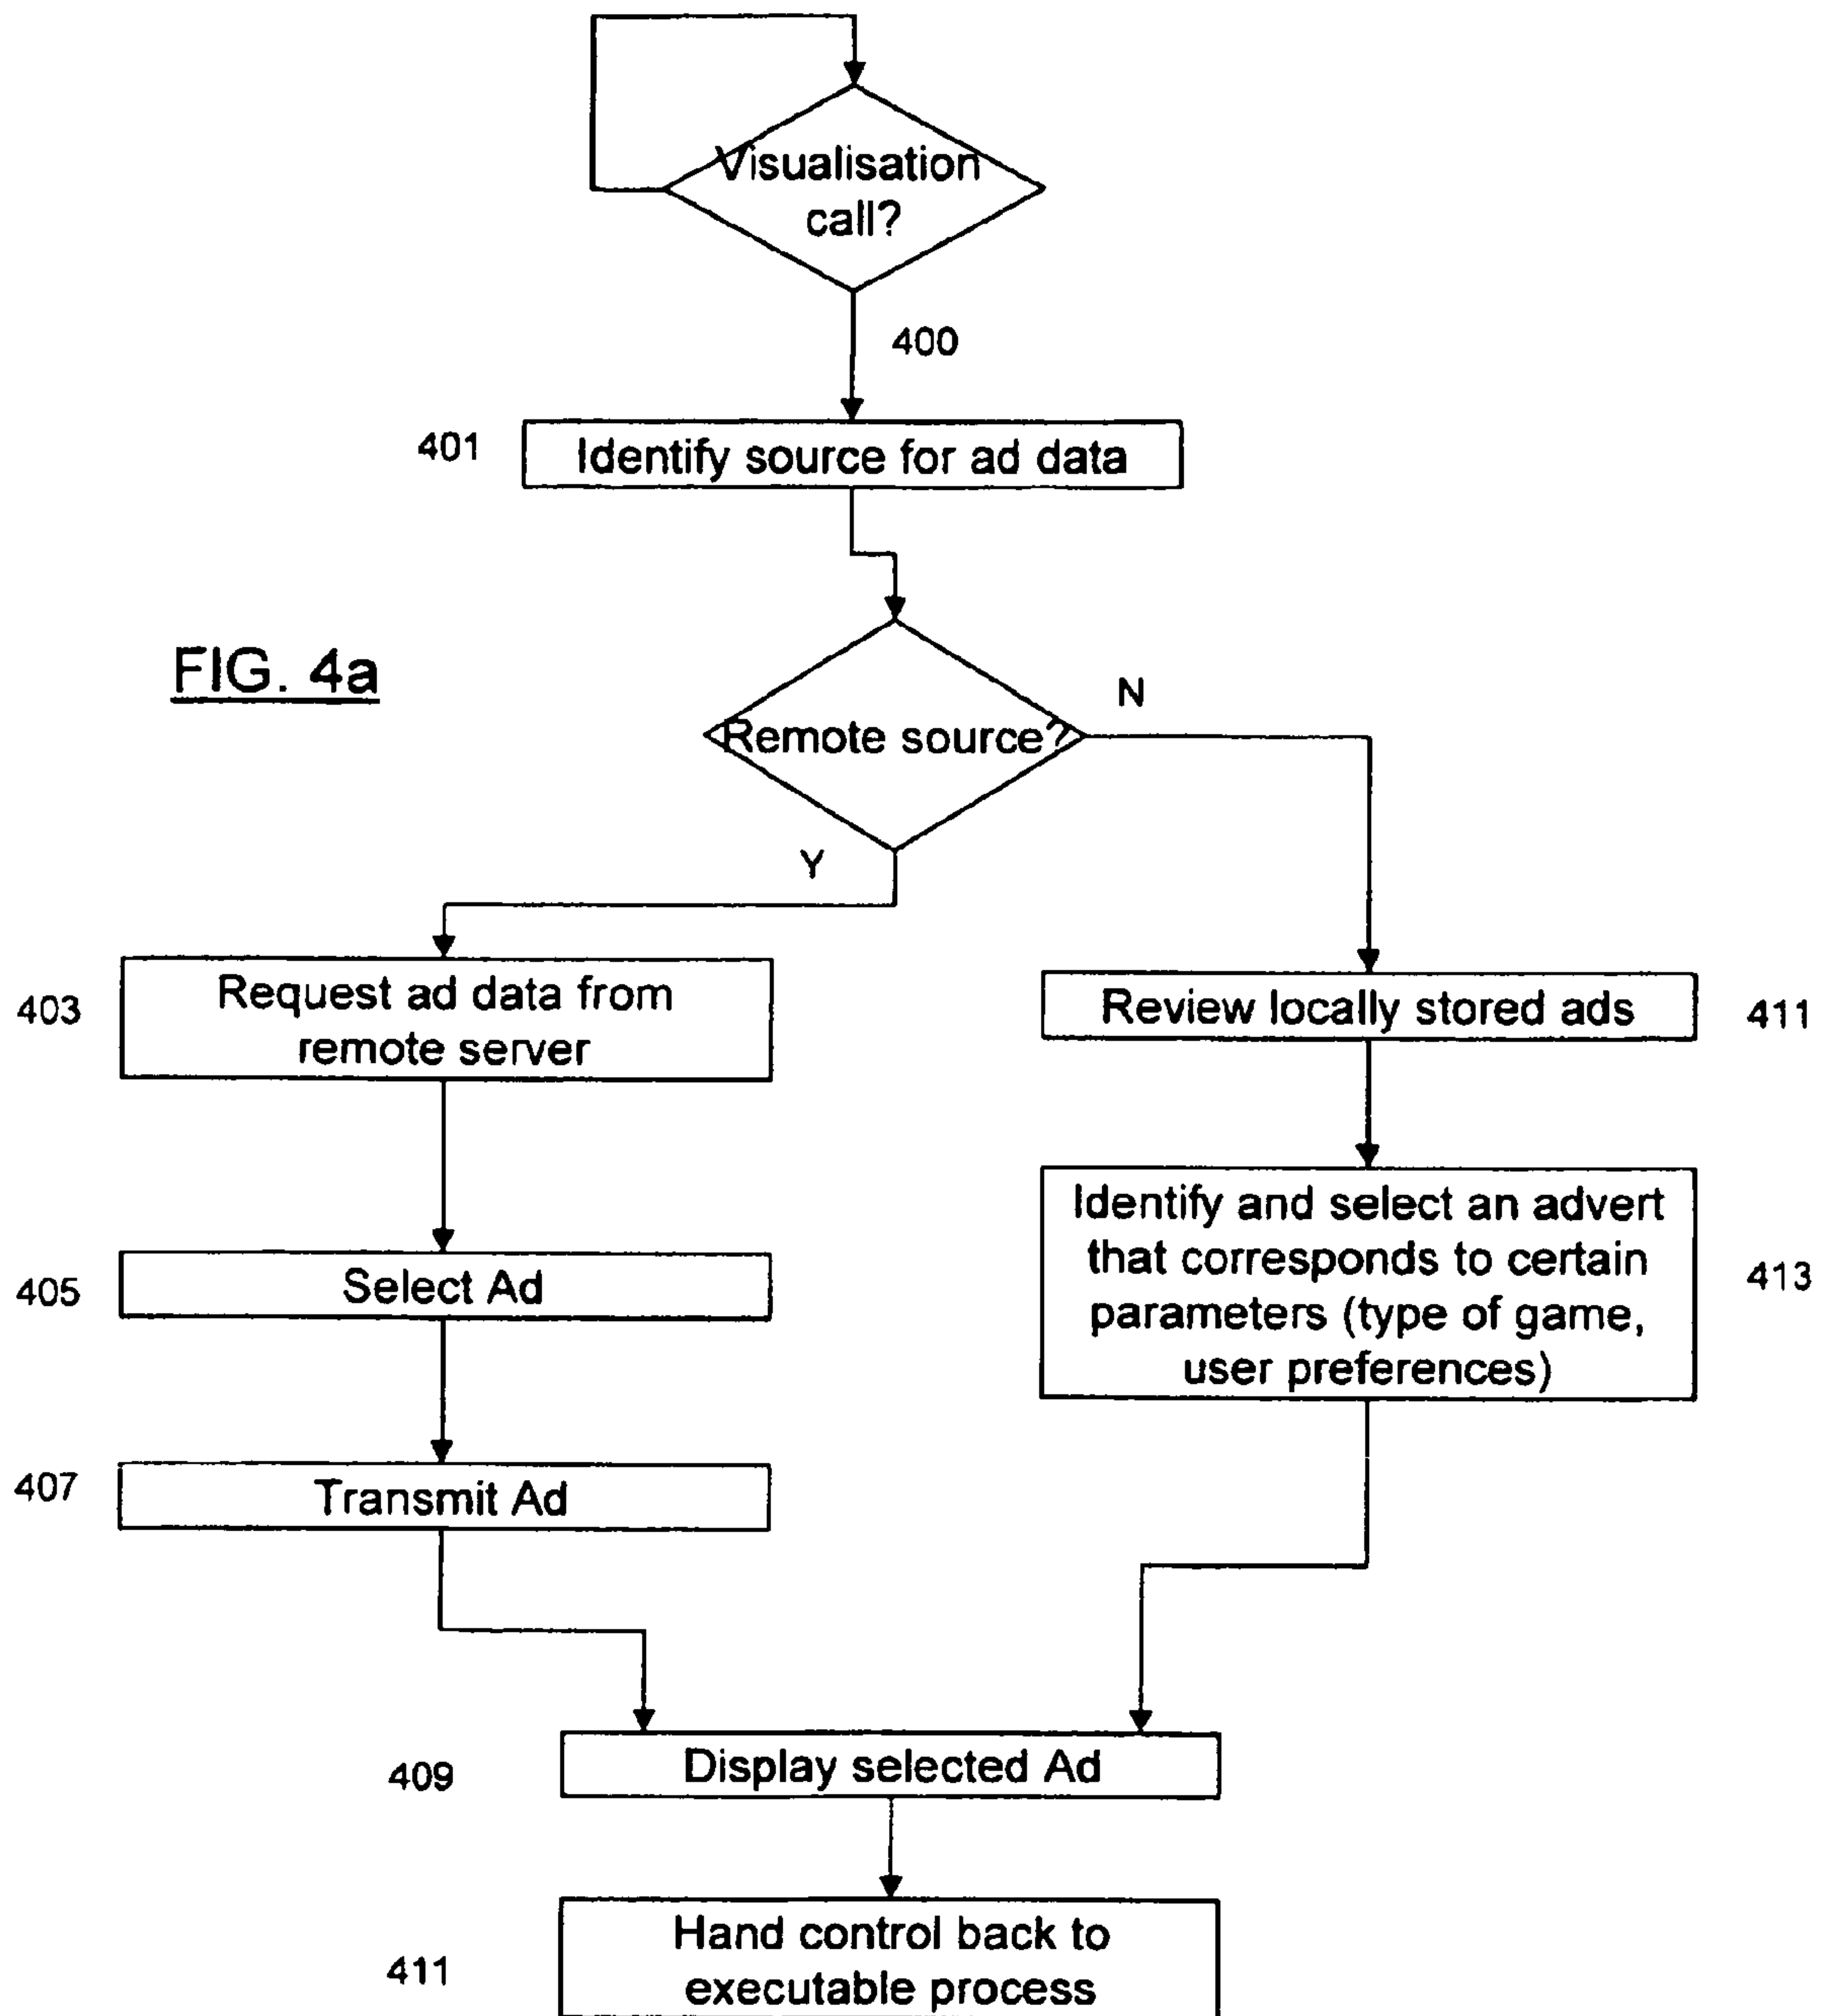 Visualisation
call?
400
401
Identify source for ad data
FIG. 4a
N
Remote source?
Y
403
Request ad data from
remote server
Review locally stored ads
411
405
Select Ad
Identify and select an advert
that corresponds to certain
parameters (type of game,
user preferences)
413
407
Transmit Ad
409
Display selected Ad
411
Hand control back to
executable process